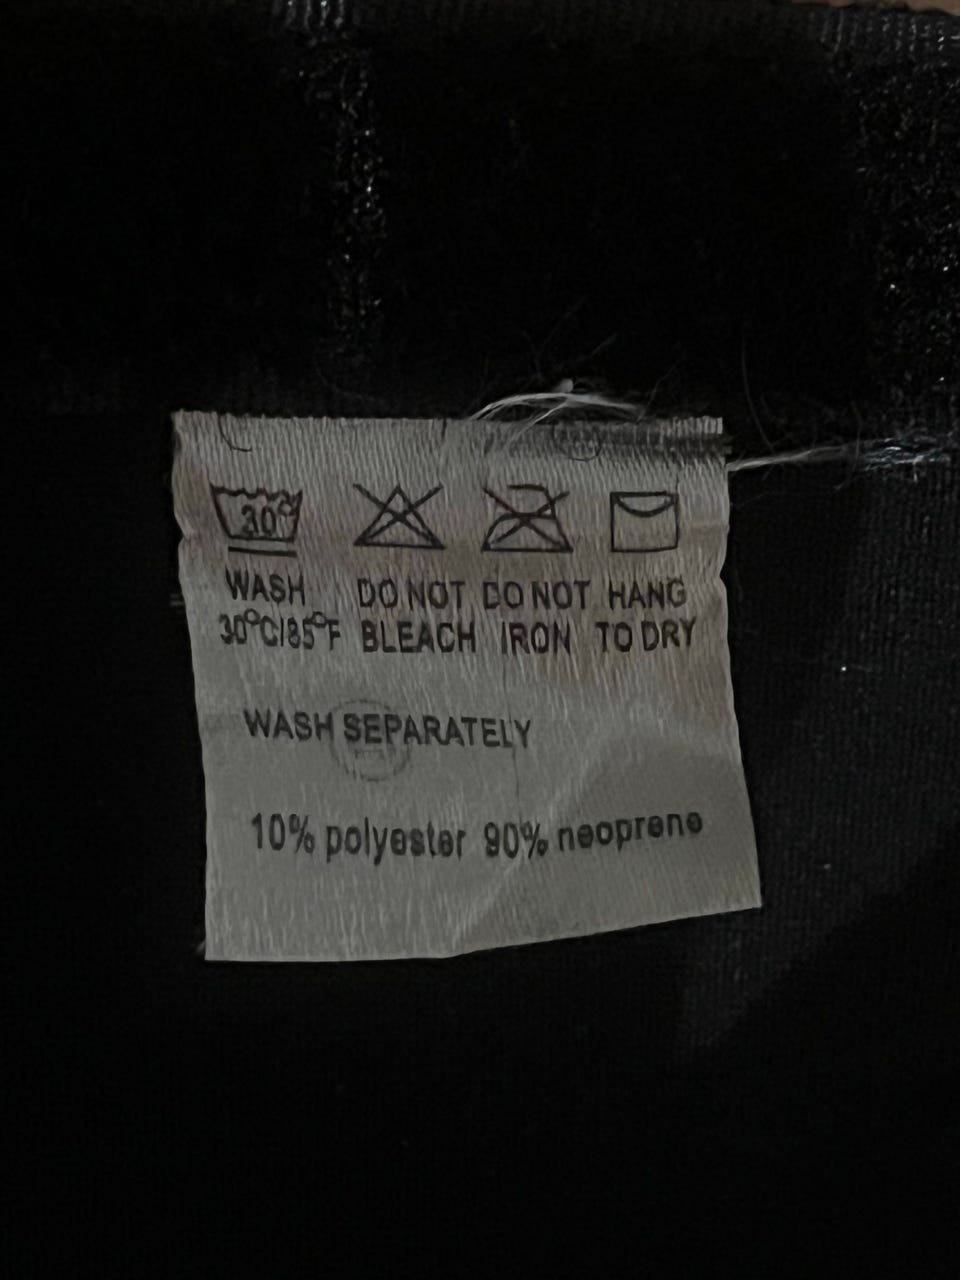 30°
WASH DO NOT DO NOT HANG
30°C/85°F BLEACH IRON TO DRY
WASH SEPARATELY
10% polyester 90% neoprene